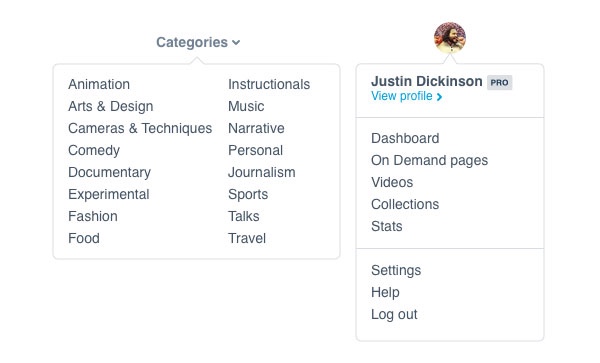 Categories
Animation
Arts & Design
Cameras & Techniques
Comedy
Documentary
Experimental
Fashion
Food
Instructionals
Music
Narrative
Personal
Journalism
Sports
Talks
Travel
Justin Dickinson PRO
View profile
Dashboard
On Demand pages
Videos
Collections
Stats
Settings
Help
Log out